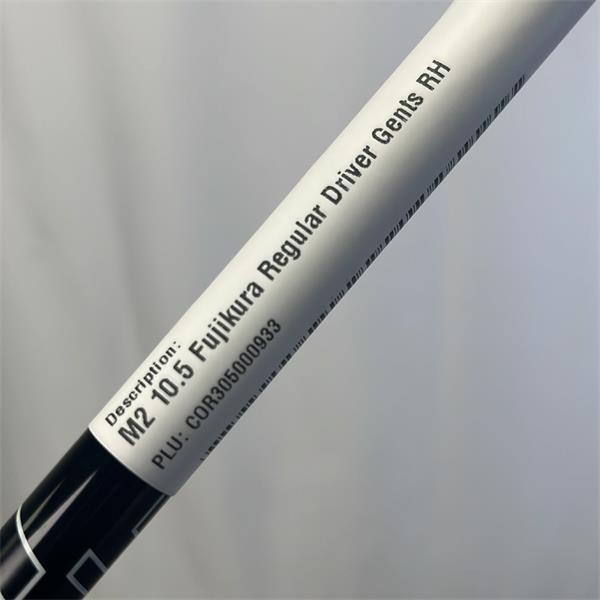 Description:
M2 10.5 Fujikura Regular Driver Gents RH
PLU: COR305000933